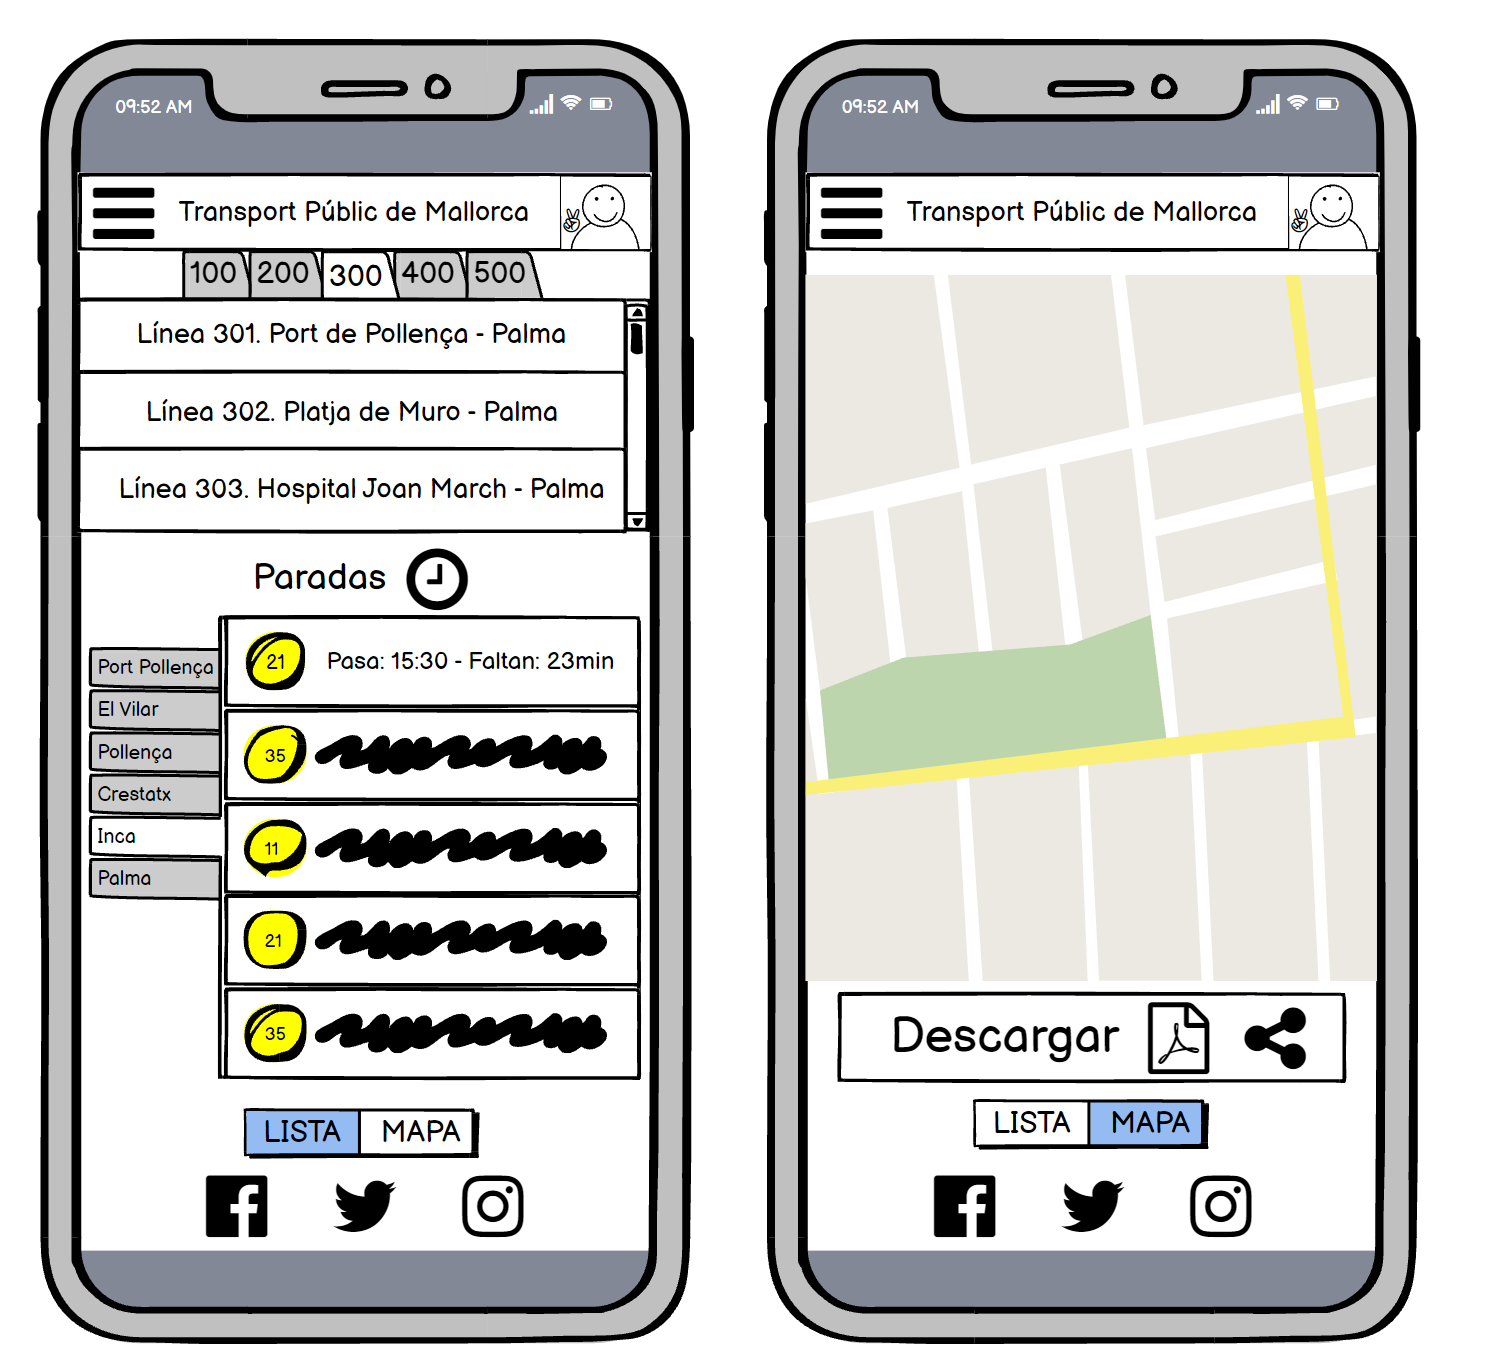 09:52 AM
Transport Públic de Mallorca
100 200 300 400 500
Línea 301. Port de Pollença - Palma
Línea 302. Platja de Muro - Palma
Línea 303. Hospital Joan March - Palma
Paradas
Port Pollença
El Vilar
Pollença
Crestatx
Inca
Palma
21 Pasa: 15:30 - Faltan: 23min
35
11
21
35
LISTA MAPA
09:52 AM
Transport Públic de Mallorca
Descargar
LISTA MAPA